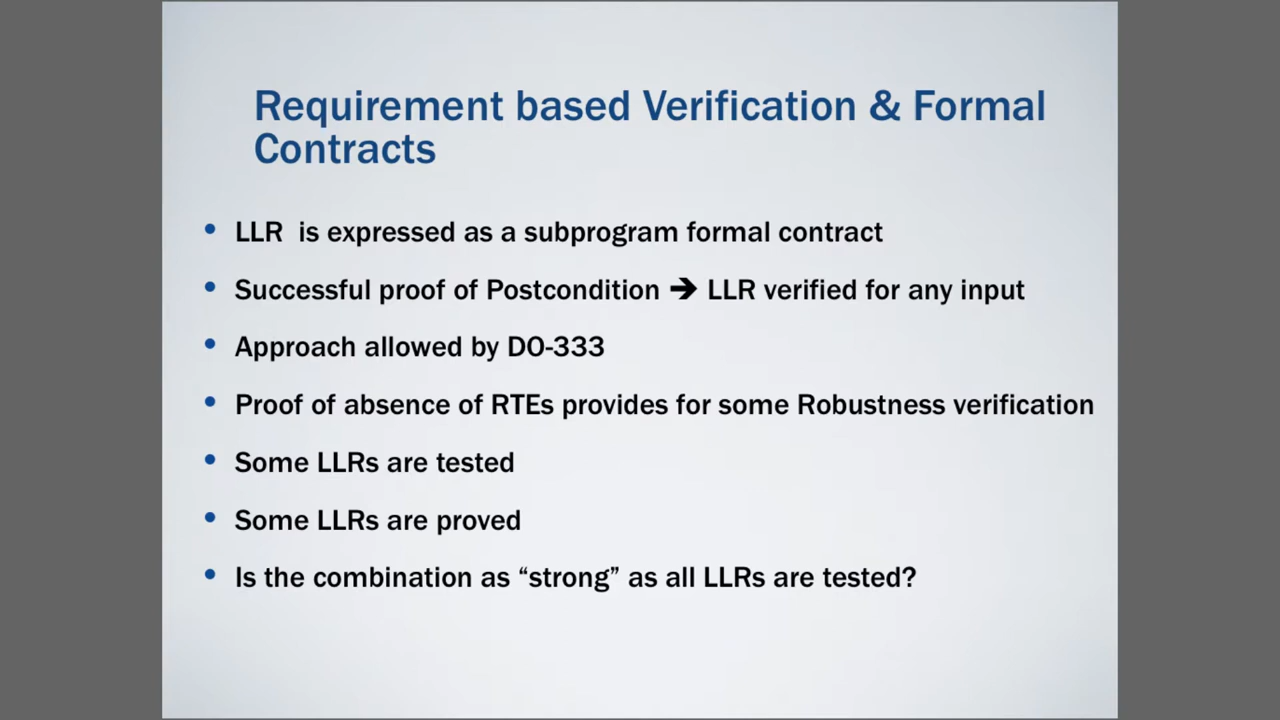 Requirement based Verification & Formal
Contracts
• LLR is expressed as a subprogram formal contract
• Successful proof of Postcondition ➔ LLR verified for any input
• Approach allowed by DO-333
• Proof of absence of RTEs provides for some Robustness verification
• Some LLRs are tested
• Some LLRs are proved
• Is the combination as “strong” as all LLRs are tested?